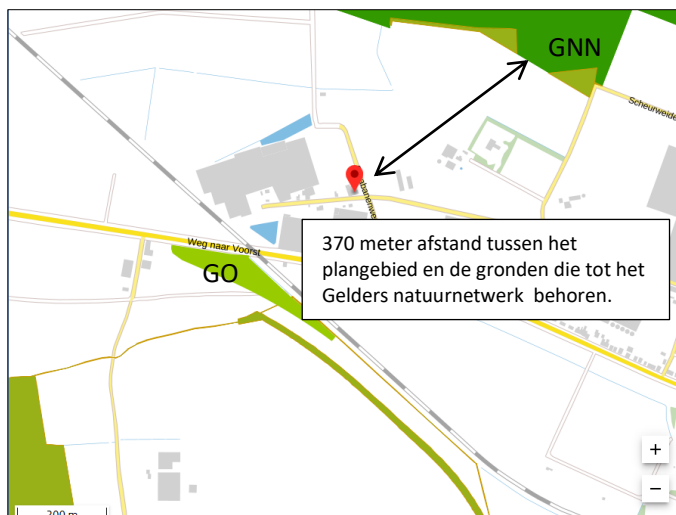 GNN
Scheurweide
Weg naar Voorst
GO
370 meter afstand tussen het
plangebied en de gronden die tot het
Gelders natuurnetwerk behoren.
+
−
200 m